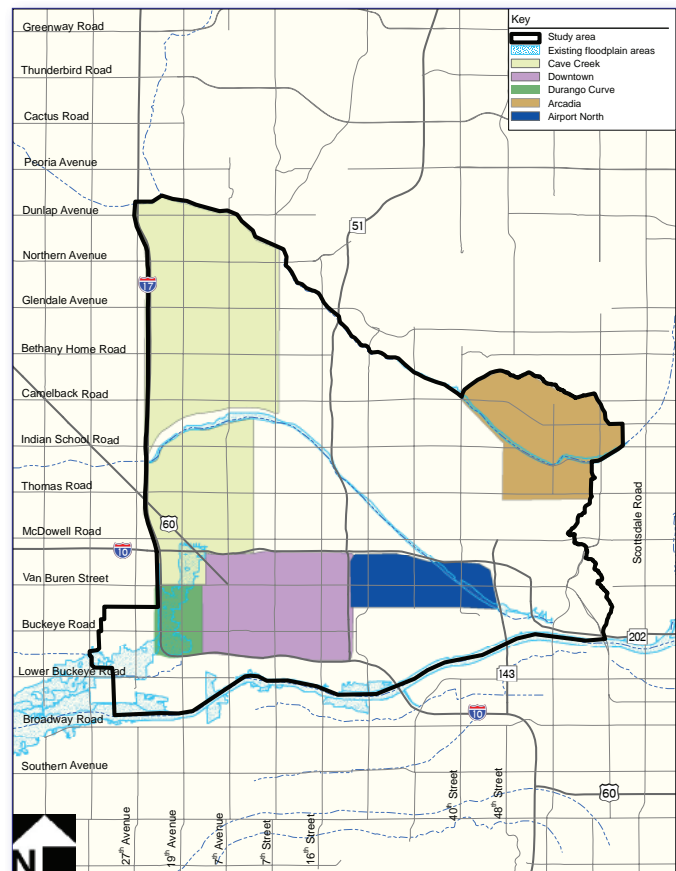 Key
Study area
Existing floodplain areas
Cave Creek
Downtown
Durango Curve
Arcadia
Airport North
Greenway Road
Thunderbird Road
Cactus Road
Peoria Avenue
Dunlap Avenue
51
Northern Avenue
17
Glendale Avenue
Bethany Home Road
Camelback Road
Indian School Road
Thomas Road
Scottsdale Road
60
McDowell Road
10
Van Buren Street
Buckeye Road
202
Lower Buckeye Road
143
10
Broadway Road
Southern Avenue
60
27th Avenue
19th Avenue
7th Avenue
7th Street
16th Street
40th Street
48th Street
N